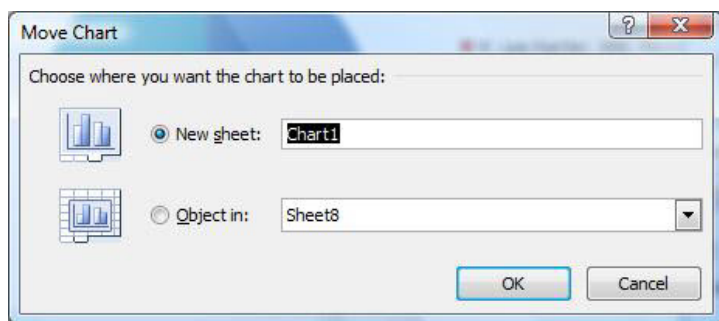 Move Chart
Choose where you want the chart to be placed:
New sheet: Chart1
Object in: Sheet8
OK Cancel